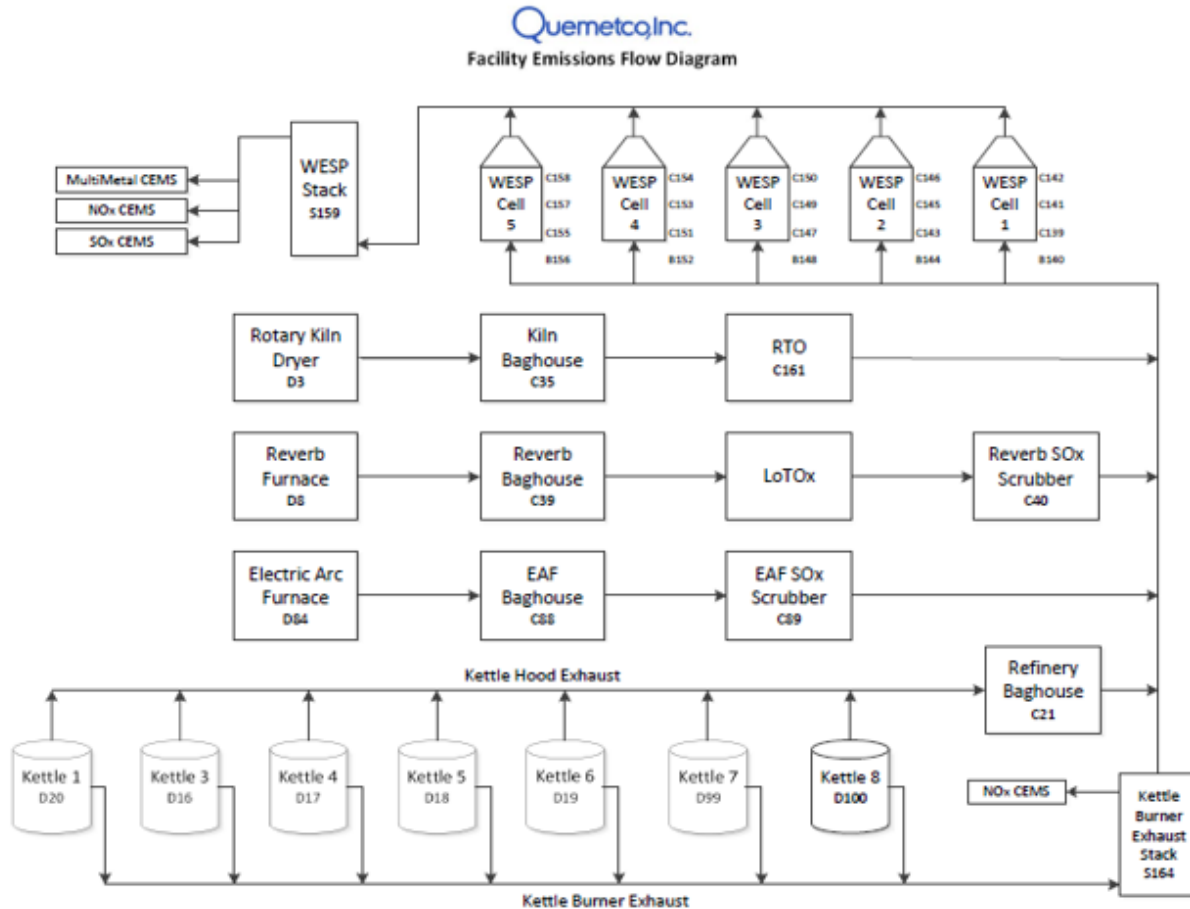 Quemetco,Inc.
Facility Emissions Flow Diagram
MultiMetal CEMS
NOx CEMS
SOx CEMS
WESP
Stack
S159
WESP
Cell
5
C158
C157
C155
B156
WESP
Cell
4
C154
C153
C151
B152
WESP
Cell
3
C150
C149
C147
B148
WESP
Cell
2
C146
C145
C143
B144
WESP
Cell
1
C142
C141
C139
B140
Rotary Kiln
Dryer
D3
Kiln
Baghouse
C35
RTO
C161
Reverb
Furnace
D8
Reverb
Baghouse
C39
LoTOx
Reverb SOx
Scrubber
C40
Electric Arc
Furnace
D84
EAF
Baghouse
C88
EAF SOx
Scrubber
C89
Kettle Hood Exhaust
Refinery
Baghouse
C21
Kettle 1
D20
Kettle 3
D16
Kettle 4
D17
Kettle 5
D18
Kettle 6
D19
Kettle 7
D99
Kettle 8
D100
NOx CEMS
Kettle
Burner
Exhaust
Stack
S164
Kettle Burner Exhaust